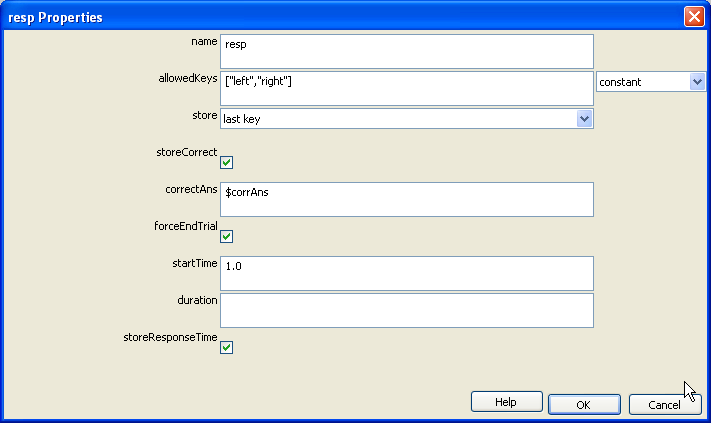 resp Properties
name resp
allowedKeys ["left","right"] constant
store last key
storeCorrect
correctAns $corrAns
forceEndTrial
startTime 1.0
duration
storeResponseTime
Help OK Cancel